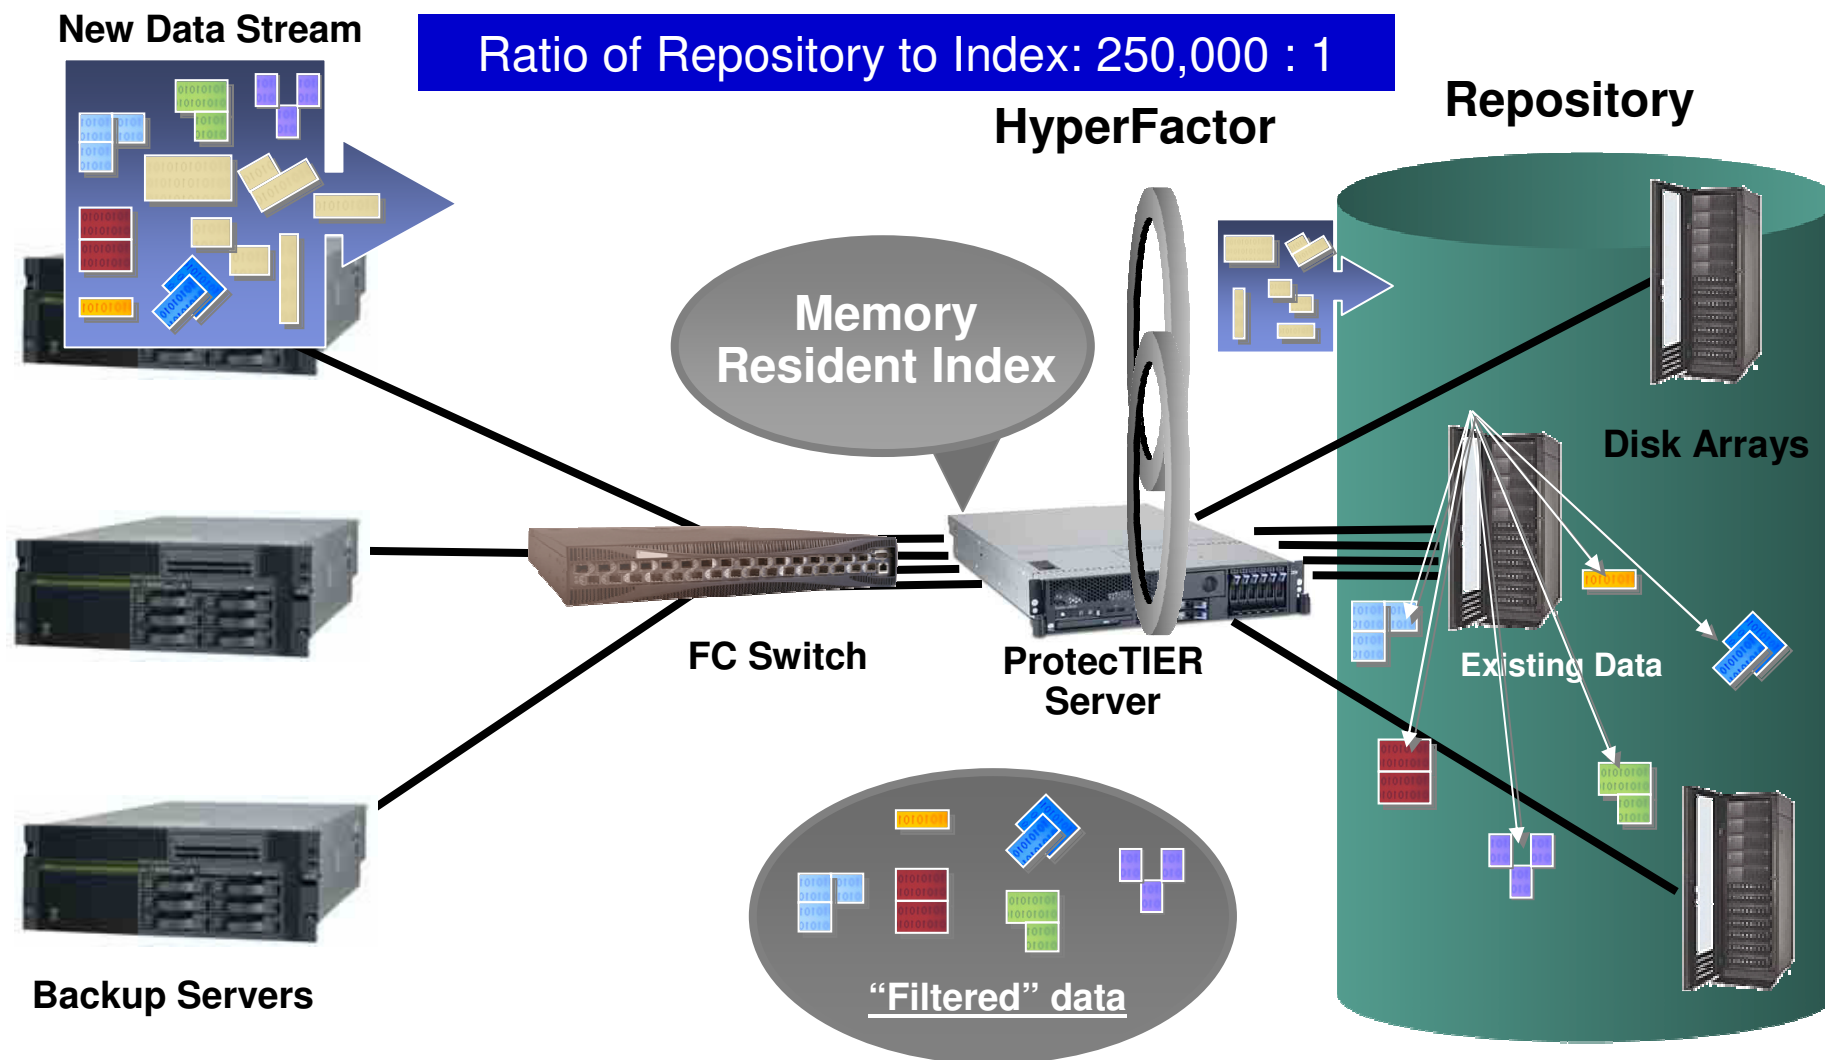 New Data Stream
Ratio of Repository to Index: 250,000 : 1
HyperFactor
Repository
Memory
Resident Index
Disk Arrays
FC Switch
ProtecTIER
Server
Existing Data
Backup Servers
“Filtered” data